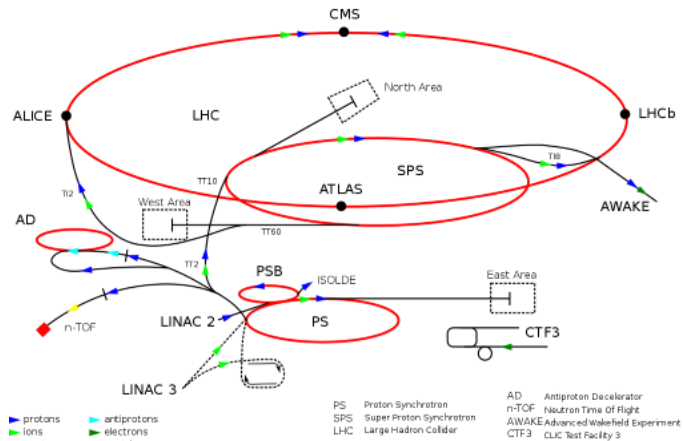 CMS
North Area
ALICE
LHC
LHCb
TT10
SPS
TI8
TI2
ATLAS
AWAKE
West Area
AD
TT60
TT2
PSB
ISOLDE
East Area
n-TOF
LINAC 2
PS
CTF3
LINAC 3
protons
antiprotons
ions
electrons
PS Proton Synchrotron
SPS Super Proton Synchrotron
LHC Large Hadron Collider
AD Antiproton Decelerator
n-TOF Neutron Time Of Flight
AWAKE Advanced Wakefield Experiment
CTF3 CLIC Test Facility 3